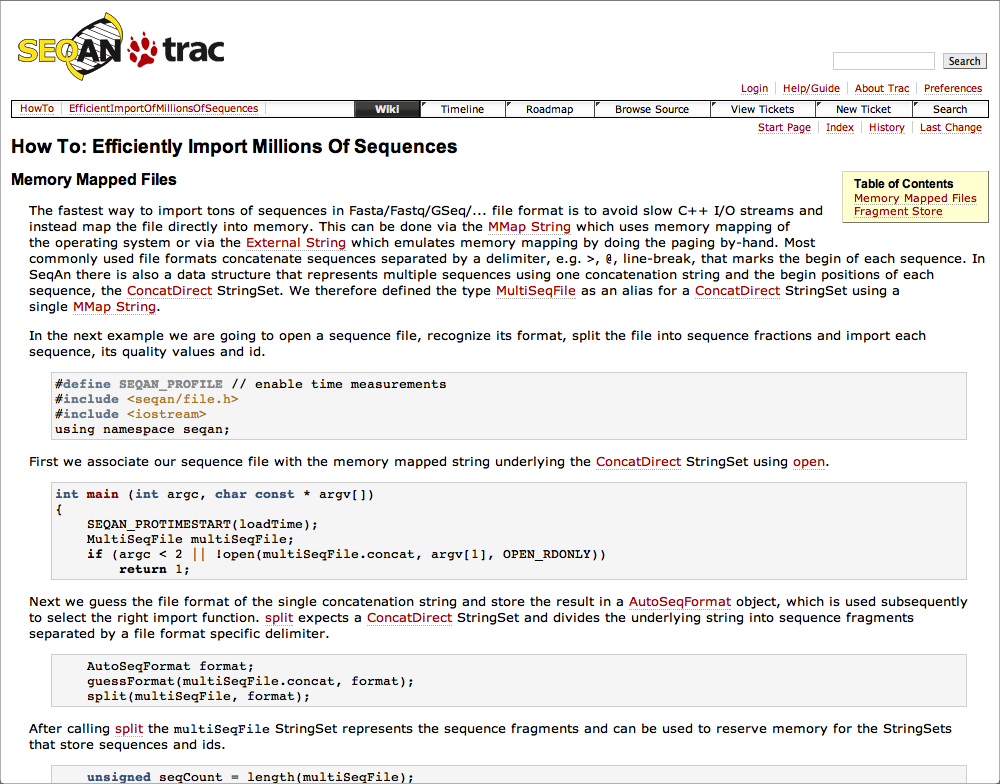 SEQAN trac
Search
Login Help/Guide About Trac Preferences
HowTo EfficientImportOfMillionsOfSequences Wiki Timeline Roadmap Browse Source View Tickets New Ticket Search
Start Page Index History Last Change
How To: Efficiently Import Millions Of Sequences
Memory Mapped Files
Table of Contents
Memory Mapped Files
Fragment Store
The fastest way to import tons of sequences in Fasta/Fastq/GSeq/... file format is to avoid slow C++ I/O streams and
instead map the file directly into memory. This can be done via the MMap String which uses memory mapping of
the operating system or via the External String which emulates memory mapping by doing the paging by-hand. Most
commonly used file formats concatenate sequences separated by a delimiter, e.g. >, @, line-break, that marks the begin of each sequence. In
SeqAn there is also a data structure that represents multiple sequences using one concatenation string and the begin positions of each
sequence, the ConcatDirect StringSet. We therefore defined the type MultiSeqFile as an alias for a ConcatDirect StringSet using a
single MMap String.
In the next example we are going to open a sequence file, recognize its format, split the file into sequence fractions and import each
sequence, its quality values and id.
#define SEQAN_PROFILE // enable time measurements
#include <seqan/file.h>
#include <iostream>
using namespace seqan;
First we associate our sequence file with the memory mapped string underlying the ConcatDirect StringSet using open.
int main (int argc, char const * argv[])
{
SEQAN_PROTIMESTART(loadTime);
MultiSeqFile multiSeqFile;
if (argc < 2 || !open(multiSeqFile.concat, argv[1], OPEN_RDONLY))
return 1;
Next we guess the file format of the single concatenation string and store the result in a AutoSeqFormat object, which is used subsequently
to select the right import function. split expects a ConcatDirect StringSet and divides the underlying string into sequence fragments
separated by a file format specific delimiter.
AutoSeqFormat format;
guessFormat(multiSeqFile.concat, format);
split(multiSeqFile, format);
After calling split the multiSeqFile StringSet represents the sequence fragments and can be used to reserve memory for the StringSets
that store sequences and ids.
unsigned seqCount = length(multiSeqFile);